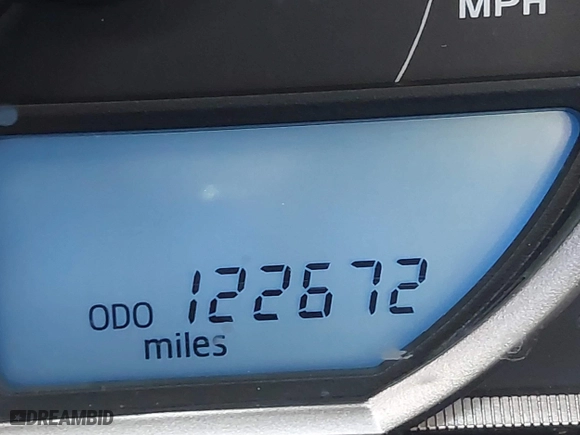 MPH
ODO 122672
miles
DREAMBID